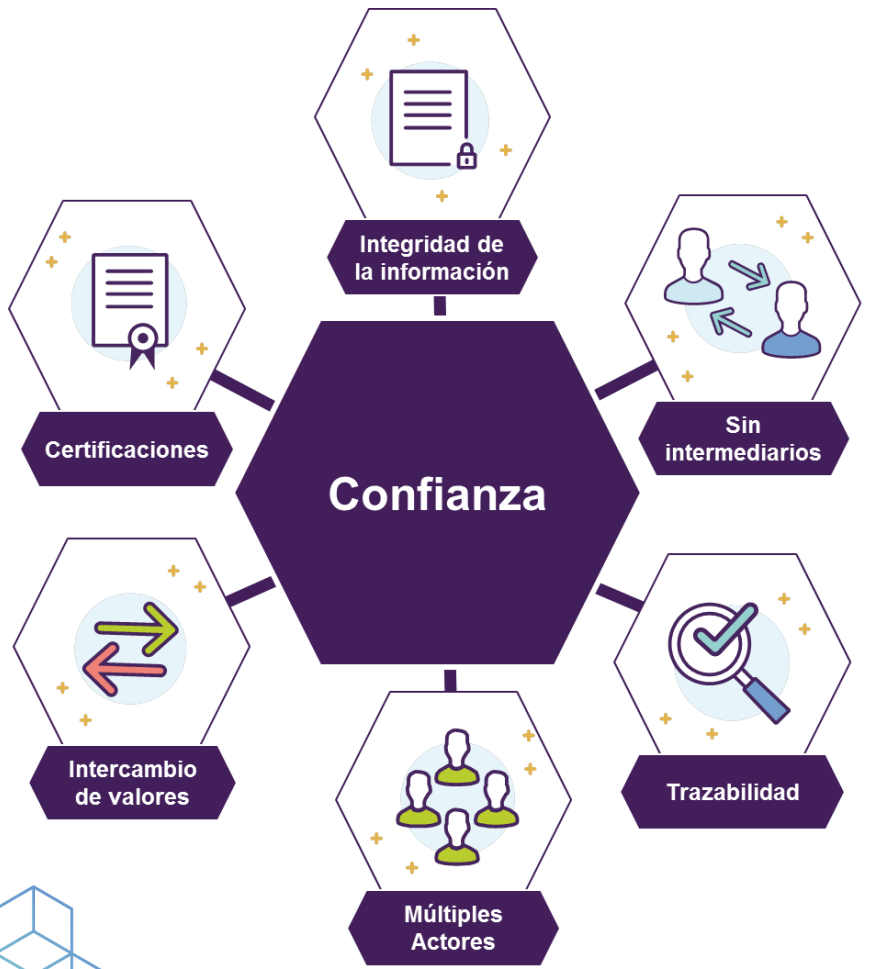 Integridad de
la información
Sin
intermediarios
Certificaciones
Confianza
Intercambio
de valores
Trazabilidad
Múltiples
Actores